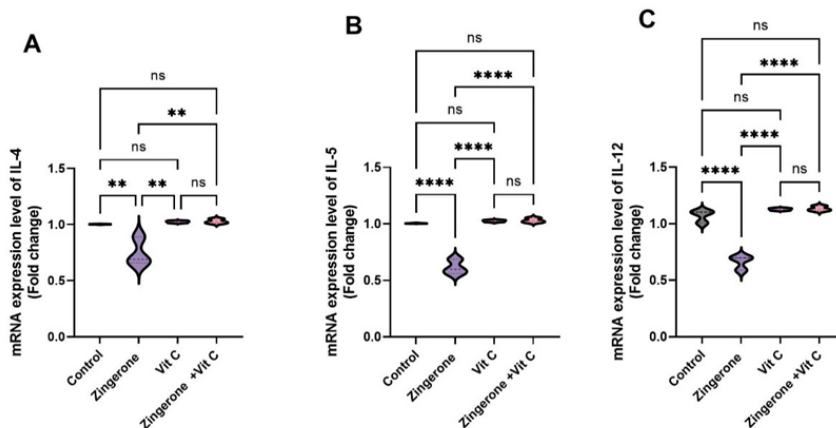 A
ns
**
ns
**
**
ns
mRNA expression level of IL-4
(Fold change)
1.5
1.0
0.5
0.0
Control
Zingerone
Vit C
Zingerone +Vit C
B
ns
****
ns
****
****
ns
mRNA expression level of IL-5
(Fold change)
1.5
1.0
0.5
0.0
Control
Zingerone
Vit C
Zingerone +Vit C
C
ns
****
ns
****
****
ns
mRNA expression level of IL-12
(Fold change)
1.5
1.0
0.5
0.0
Control
Zingerone
Vit C
Zingerone +Vit C